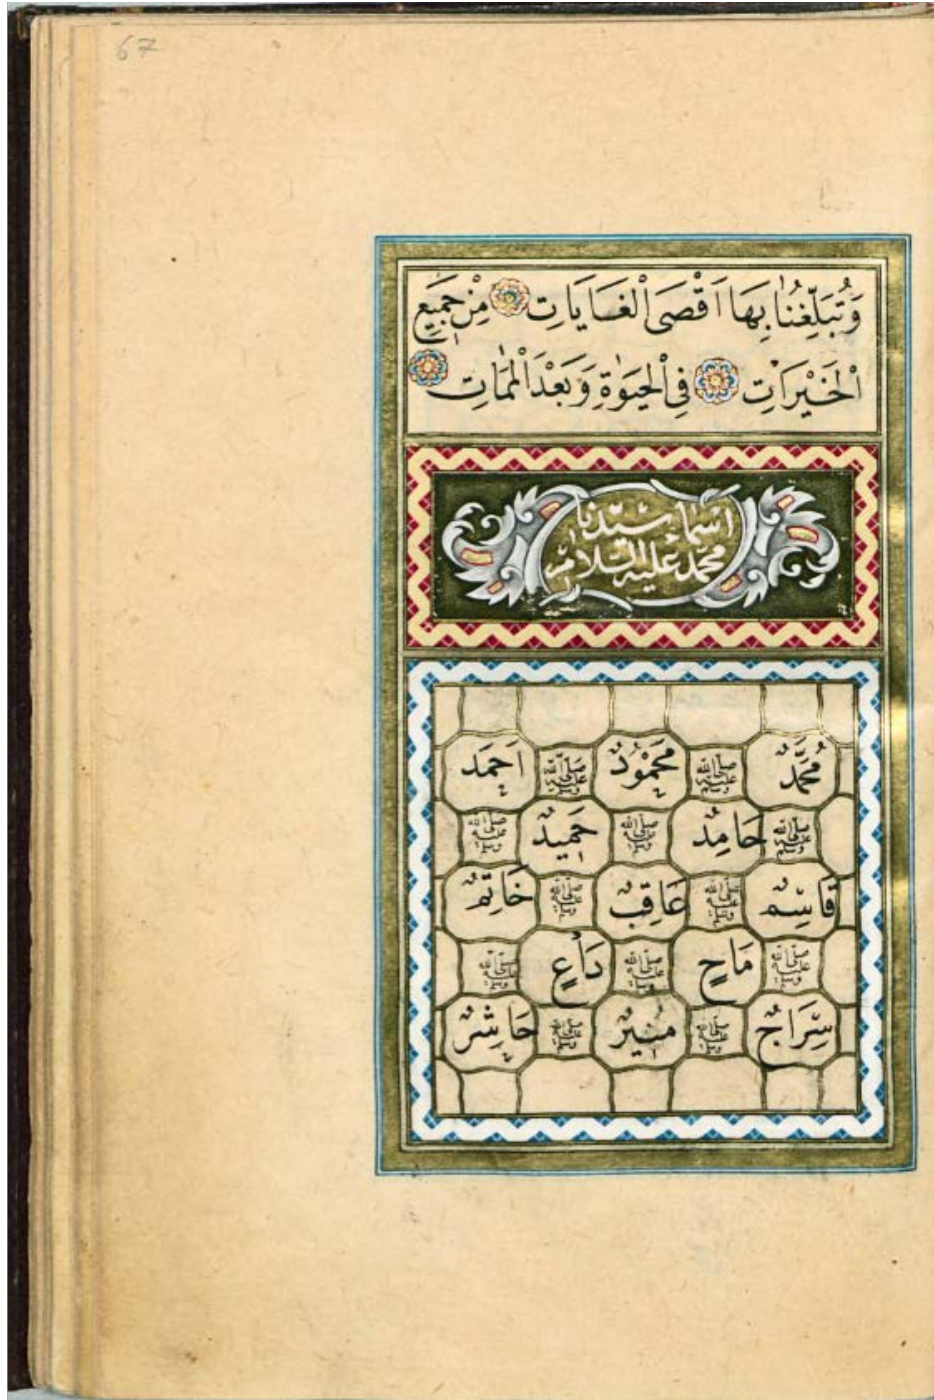 67
وَتُبَلِّغُنَا بِهَا اَقْصَى الْغَايَاتِ مِنْ جَمِيعِ
الْخَيْرَاتِ فِي الْحَيٰوةِ وَبَعْدَ الْمَمَاتِ
اسماء سيّدنا
محمد عليه السلام
مُحَمَّدٌ صلى الله عليه وسلم مَحْمُودٌ صلى الله عليه وسلم اَحْمَد
صلى الله عليه وسلم حَامِدٌ صلى الله عليه وسلم حَمِيدٌ صلى الله عليه وسلم
قَاسِمٌ صلى الله عليه وسلم عَاقِبٌ صلى الله عليه وسلم خَاتِمٌ
صلى الله عليه وسلم مَاحٍ صلى الله عليه وسلم دَاعٍ صلى الله عليه وسلم
سِرَاجٌ صلى الله عليه وسلم مُنِيرٌ صلى الله عليه وسلم حَاشِرٌ